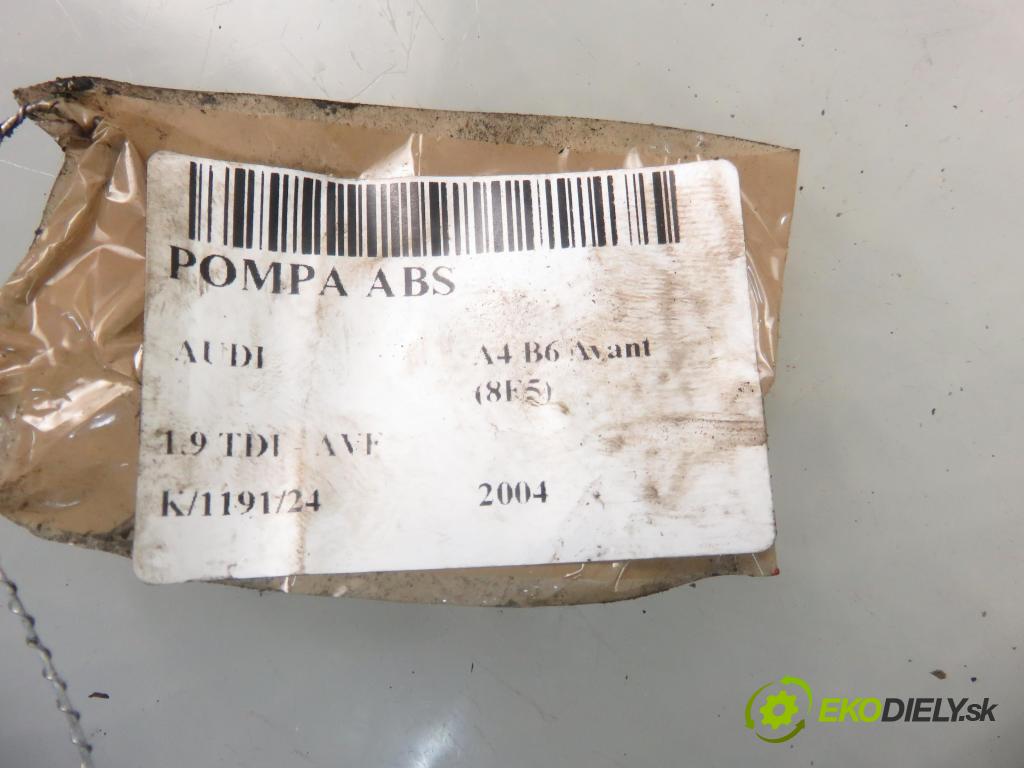 POMPA ABS
AUDI A4 B6 Avant
(8E5)
1.9 TDI - AVF
K/1191/24 2004
EKODIELY.sk